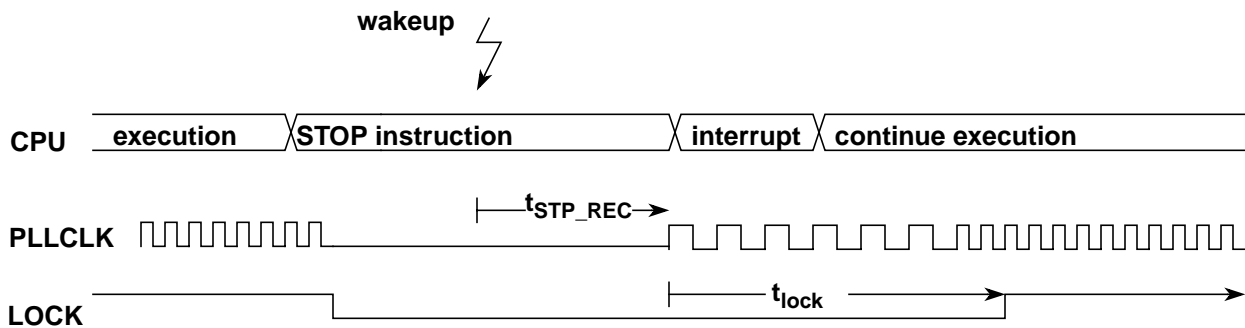 wakeup
CPU execution STOP instruction interrupt continue execution
tSTP_REC
PLLCLK
tlock
LOCK